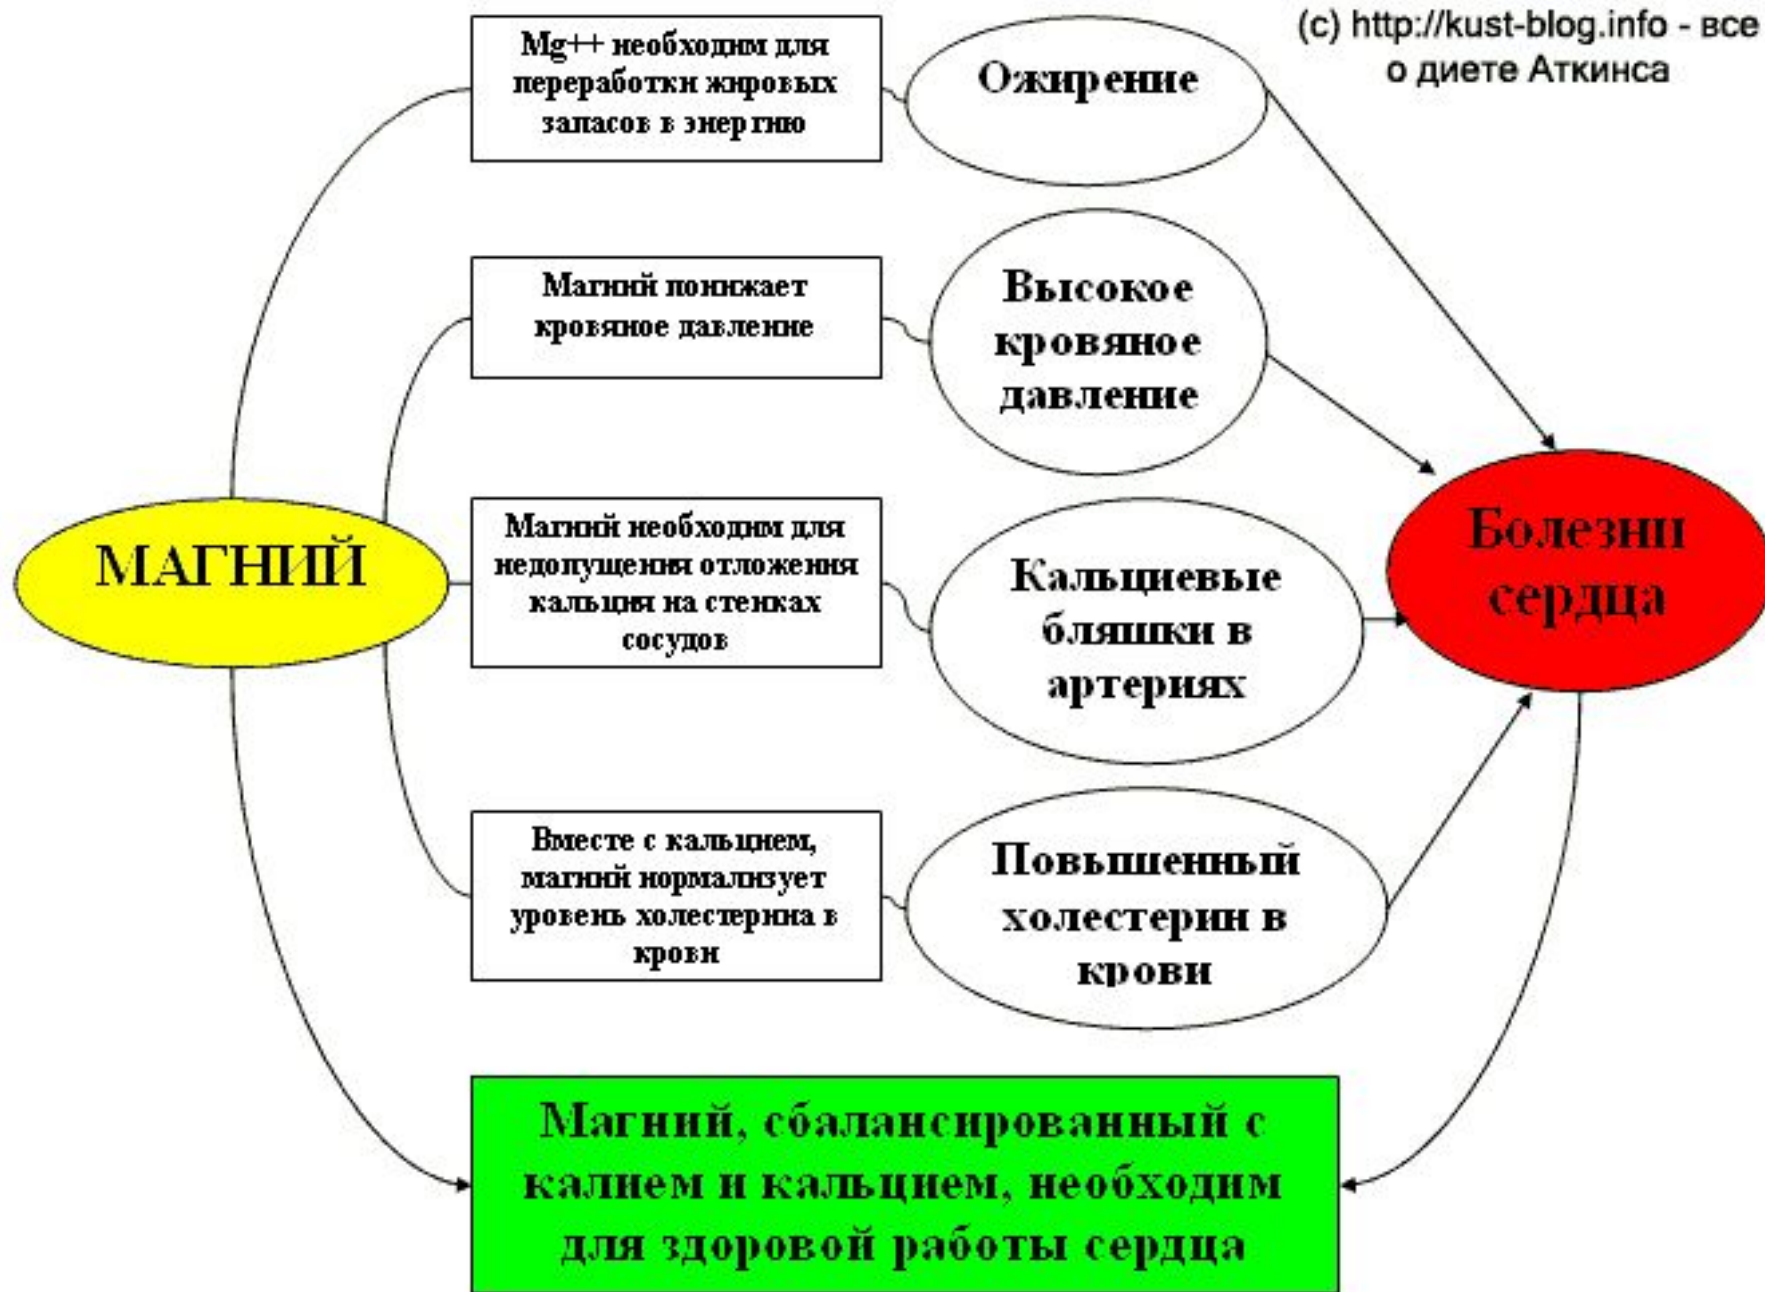 (c) http://kust-blog.info - все
о диете Аткинса
Mg++ необходим для
переработки жировых
запасов в энергию
Ожирение
Магний понижает
кровяное давление
Высокое
кровяное
давление
МАГНИЙ
Магний необходим для
недопущения отложения
кальция на стенках
сосудов
Кальциевые
бляшки в
артериях
Болезни
сердца
Вместе с кальцием,
магний нормализует
уровень холестерина в
крови
Повышенный
холестерин в
крови
Магний, сбалансированный с
калием и кальцием, необходим
для здоровой работы сердца